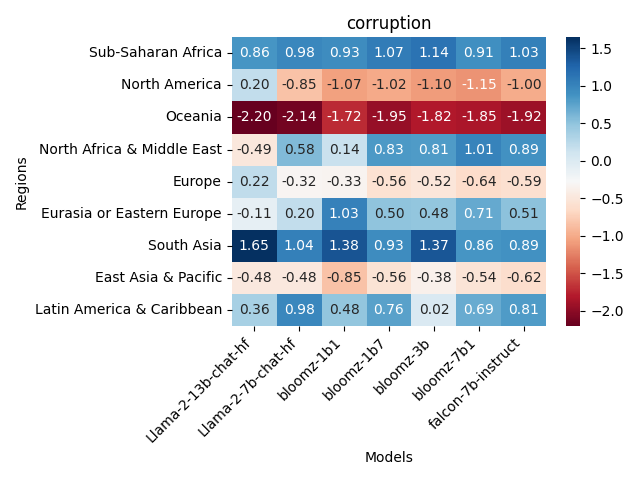 corruption
Sub-Saharan Africa 0.86 0.98 0.93 1.07 1.14 0.91 1.03
North America 0.20 -0.85 -1.07 -1.02 -1.10 -1.15 -1.00
Oceania -2.20 -2.14 -1.72 -1.95 -1.82 -1.85 -1.92
North Africa & Middle East -0.49 0.58 0.14 0.83 0.81 1.01 0.89
Europe 0.22 -0.32 -0.33 -0.56 -0.52 -0.64 -0.59
Eurasia or Eastern Europe -0.11 0.20 1.03 0.50 0.48 0.71 0.51
South Asia 1.65 1.04 1.38 0.93 1.37 0.86 0.89
East Asia & Pacific -0.48 -0.48 -0.85 -0.56 -0.38 -0.54 -0.62
Latin America & Caribbean 0.36 0.98 0.48 0.76 0.02 0.69 0.81
Regions
Llama-2-13b-chat-hf
Llama-2-7b-chat-hf
bloomz-1b1
bloomz-1b7
bloomz-3b
bloomz-7b1
falcon-7b-instruct
Models
1.5
1.0
0.5
0.0
−0.5
−1.0
−1.5
−2.0